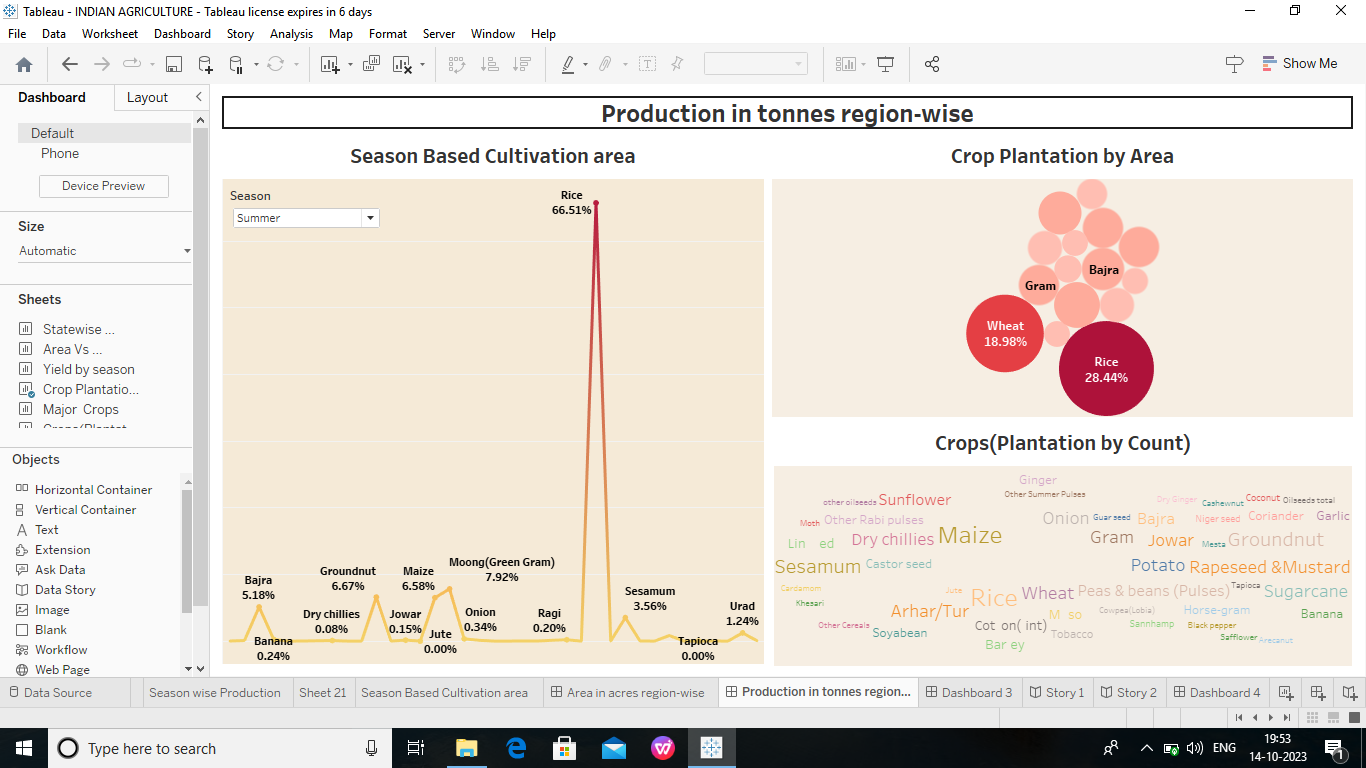 Tableau - INDIAN AGRICULTURE - Tableau license expires in 6 days
File Data Worksheet Dashboard Story Analysis Map Format Server Window Help
Show Me
Dashboard Layout
Default
Phone
Device Preview
Size
Automatic
Sheets
Statewise ...
Area Vs ...
Yield by season
Crop Plantatio...
Major Crops
Objects
Horizontal Container
Vertical Container
Text
Extension
Ask Data
Data Story
Image
Blank
Workflow
Web Page
Production in tonnes region-wise
Season Based Cultivation area
Season
Summer
Rice
66.51%
Bajra
5.18%
Banana
0.24%
Groundnut
6.67%
Dry chillies
0.08%
Jowar
0.15%
Maize
6.58%
Jute
0.00%
Moong(Green Gram)
7.92%
Onion
0.34%
Ragi
0.20%
Sesamum
3.56%
Tapioca
0.00%
Urad
1.24%
Crop Plantation by Area
Bajra
Gram
Wheat
18.98%
Rice
28.44%
Crops(Plantation by Count)
Ginger
Other Summer Pulses
other oilseeds Sunflower
Dry Ginger Cashewnut Coconut Oilseeds total
Moth Other Rabi pulses
Onion Guar seed Bajra Niger seed Coriander Garlic
Lin ed Dry chillies Maize
Gram Jowar Mesta Groundnut
Sesamum Castor seed
Potato Rapeseed &Mustard
Cardamom Jute
Rice Wheat Peas & beans (Pulses) Tapioca Sugarcane
Khesari Arhar/Tur
M so Cowpea(Lobia) Horse-gram Banana
Other Cereals Soyabean
Cot on( int) Tobacco Sannhamp Black pepper
Bar ey
Safflower Arecanut
Data Source Season wise Production Sheet 21 Season Based Cultivation area Area in acres region-wise Production in tonnes region... Dashboard 3 Story 1 Story 2 Dashboard 4
Type here to search
ENG
19:53
14-10-2023
1